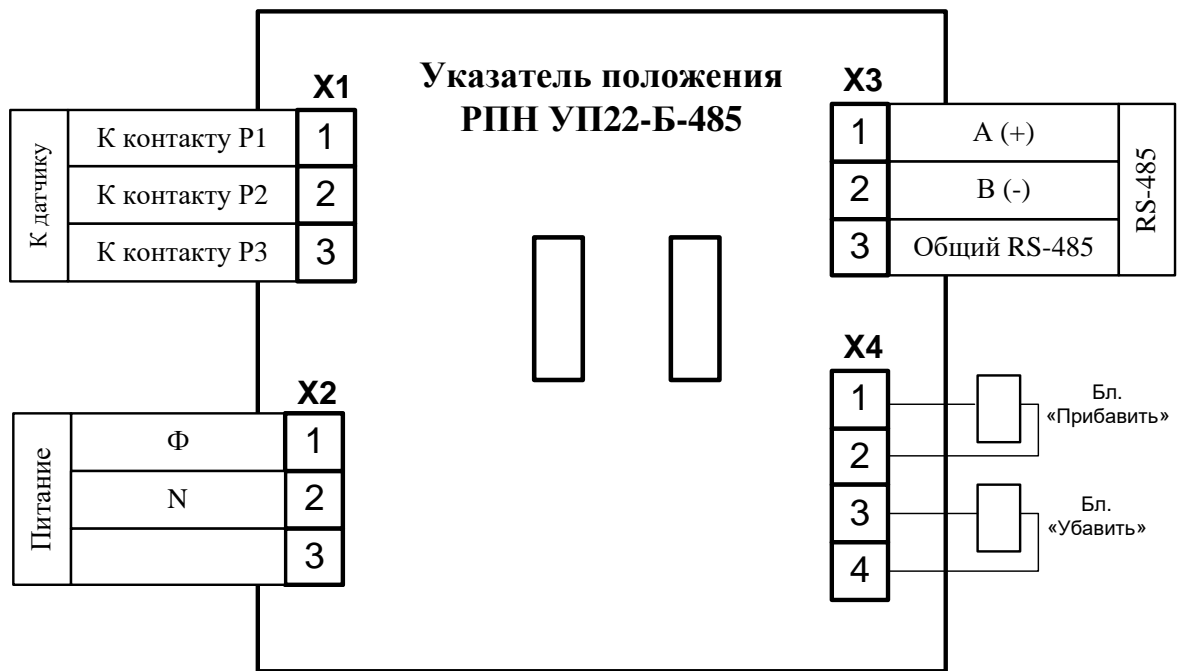 Указатель положения
РПН УП22-Б-485
X1
К датчику
К контакту Р1
1
К контакту Р2
2
К контакту Р3
3
X2
Питание
Ф
1
N
2
3
X3
1
A (+)
2
B (-)
3
Общий RS-485
RS-485
X4
1
2
3
4
Бл.
«Прибавить»
Бл.
«Убавить»